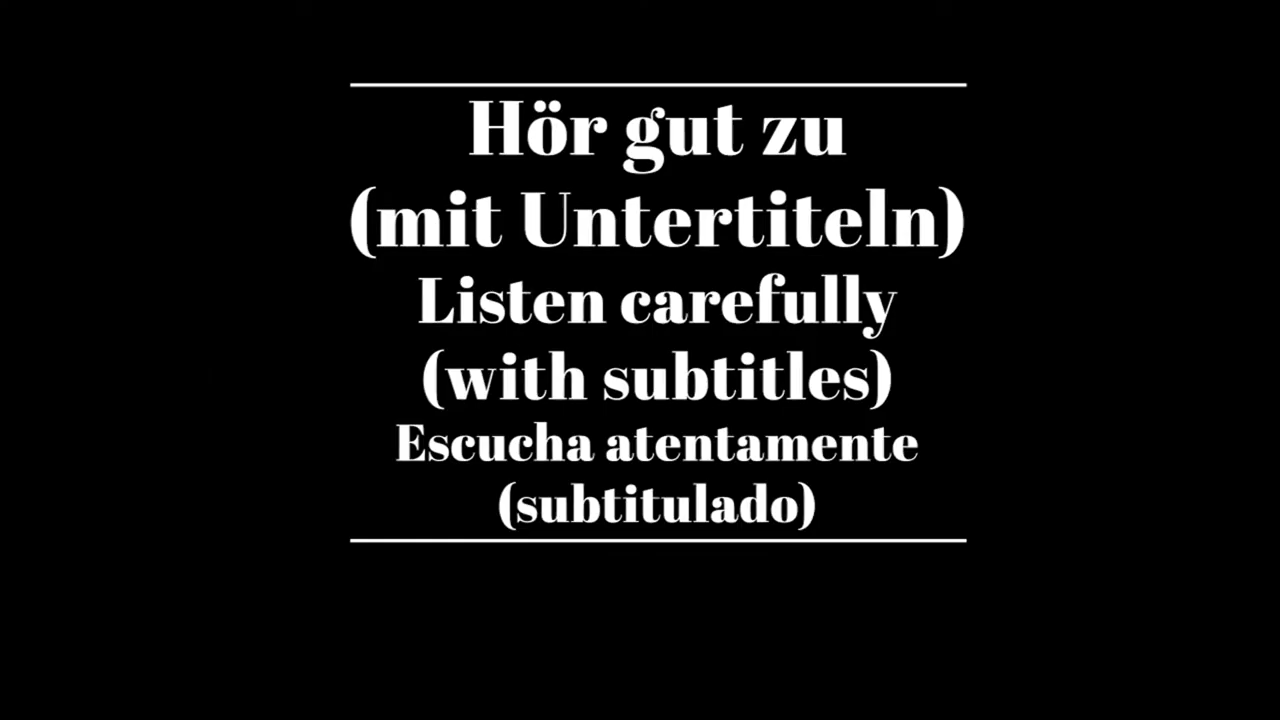 Hör gut zu
(mit Untertiteln)
Listen carefully
(with subtitles)
Escucha atentamente
(subtitulado)